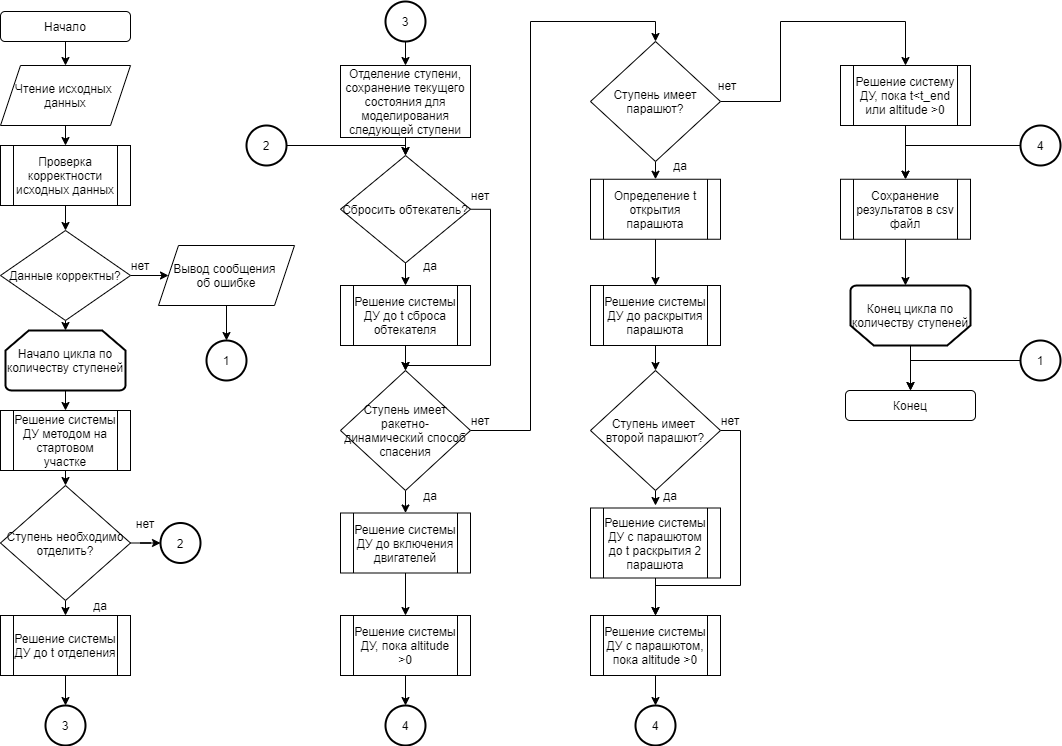 Начало
Чтение исходных
данных
Проверка
корректности
исходных данных
Данные корректны?
нет
Вывод сообщения
об ошибке
1
Начало цикла по
количеству ступеней
Решение системы
ДУ методом на
стартовом
участке
Ступень необходимо
отделить?
нет
2
да
Решение системы
ДУ до t отделения
3
3
Отделение ступени,
сохранение текущего
состояния для
моделирования
следующей ступени
2
Сбросить обтекатель?
нет
да
Решение системы
ДУ до t сброса
обтекателя
Ступень имеет
ракетно-
динамический способ
спасения
нет
да
Решение системы
ДУ до включения
двигателей
Решение системы
ДУ, пока altitude
>0
4
Ступень имеет
парашют?
нет
да
Определение t
открытия
парашюта
Решение системы
ДУ до раскрытия
парашюта
Ступень имеет
второй парашют?
нет
да
Решение системы
ДУ с парашютом
до t раскрытия 2
парашюта
Решение системы
ДУ с парашютом,
пока altitude >0
4
Решение систему
ДУ, пока t<t_end
или altitude >0
4
Сохранение
результатов в csv
файл
Конец цикла по
количеству ступеней
1
Конец